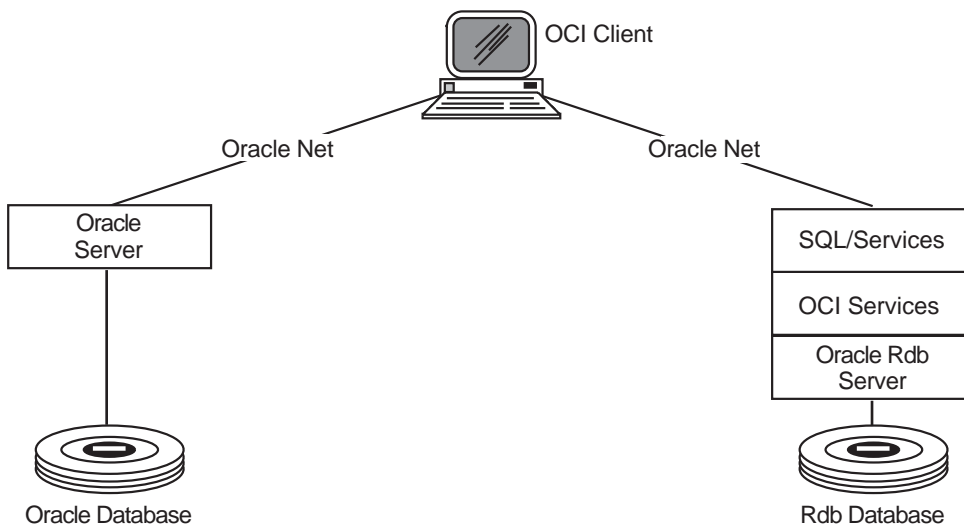 OCI Client
Oracle Net
Oracle Net
Oracle
Server
SQL/Services
OCI Services
Oracle Rdb
Server
Oracle Database
Rdb Database